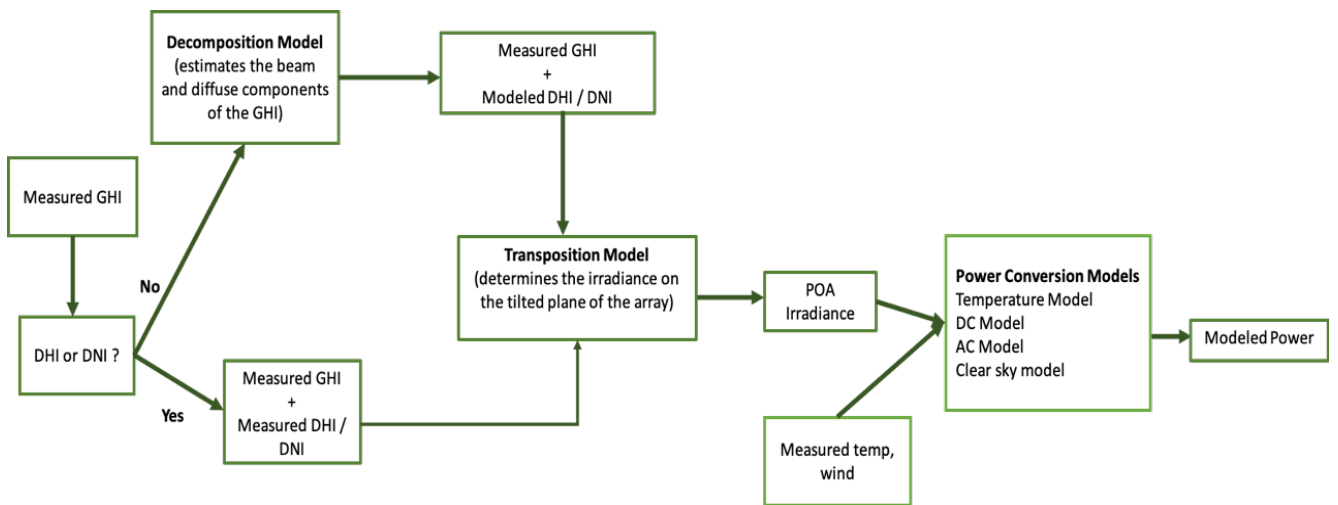 Measured GHI
DHI or DNI ?
No
Yes
Decomposition Model
(estimates the beam
and diffuse components
of the GHI)
Measured GHI
+
Modeled DHI / DNI
Measured GHI
+
Measured DHI /
DNI
Transposition Model
(determines the irradiance on
the tilted plane of the array)
POA
Irradiance
Measured temp,
wind
Power Conversion Models
Temperature Model
DC Model
AC Model
Clear sky model
Modeled Power